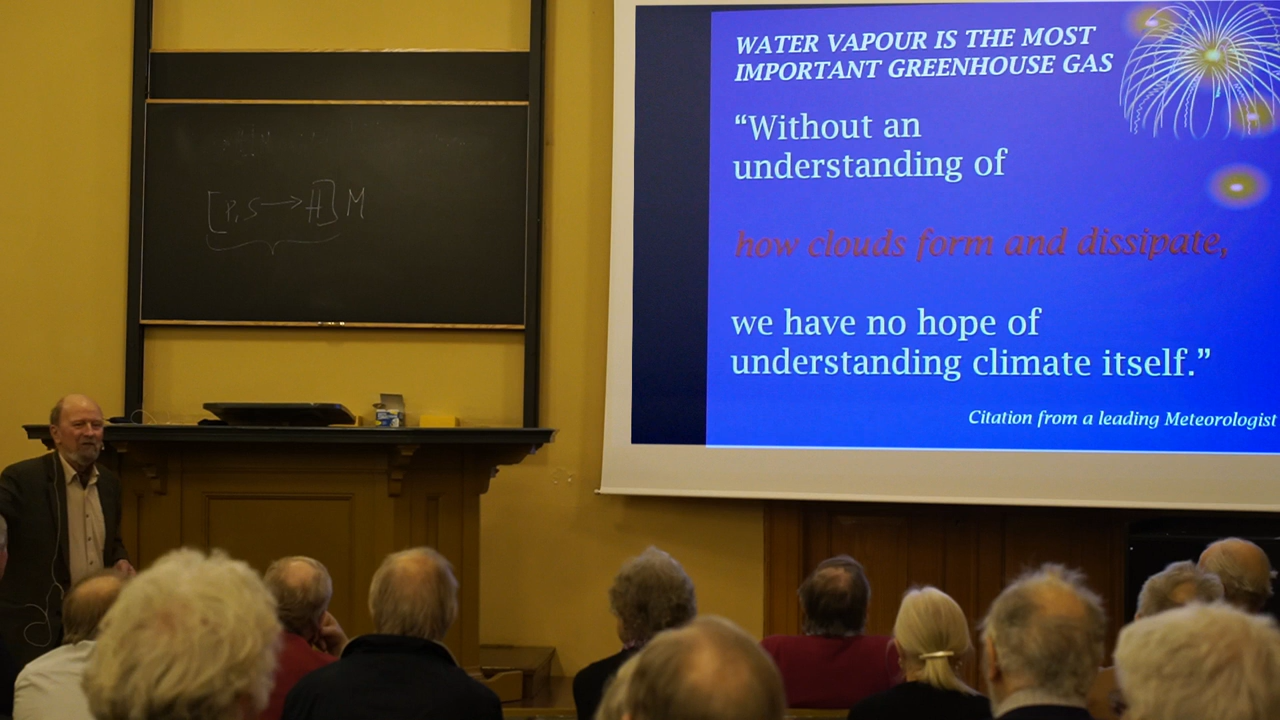 WATER VAPOUR IS THE MOST
IMPORTANT GREENHOUSE GAS
“Without an
understanding of
how clouds form and dissipate,
we have no hope of
understanding climate itself.”
Citation from a leading Meteorologist
[P,S → H] M